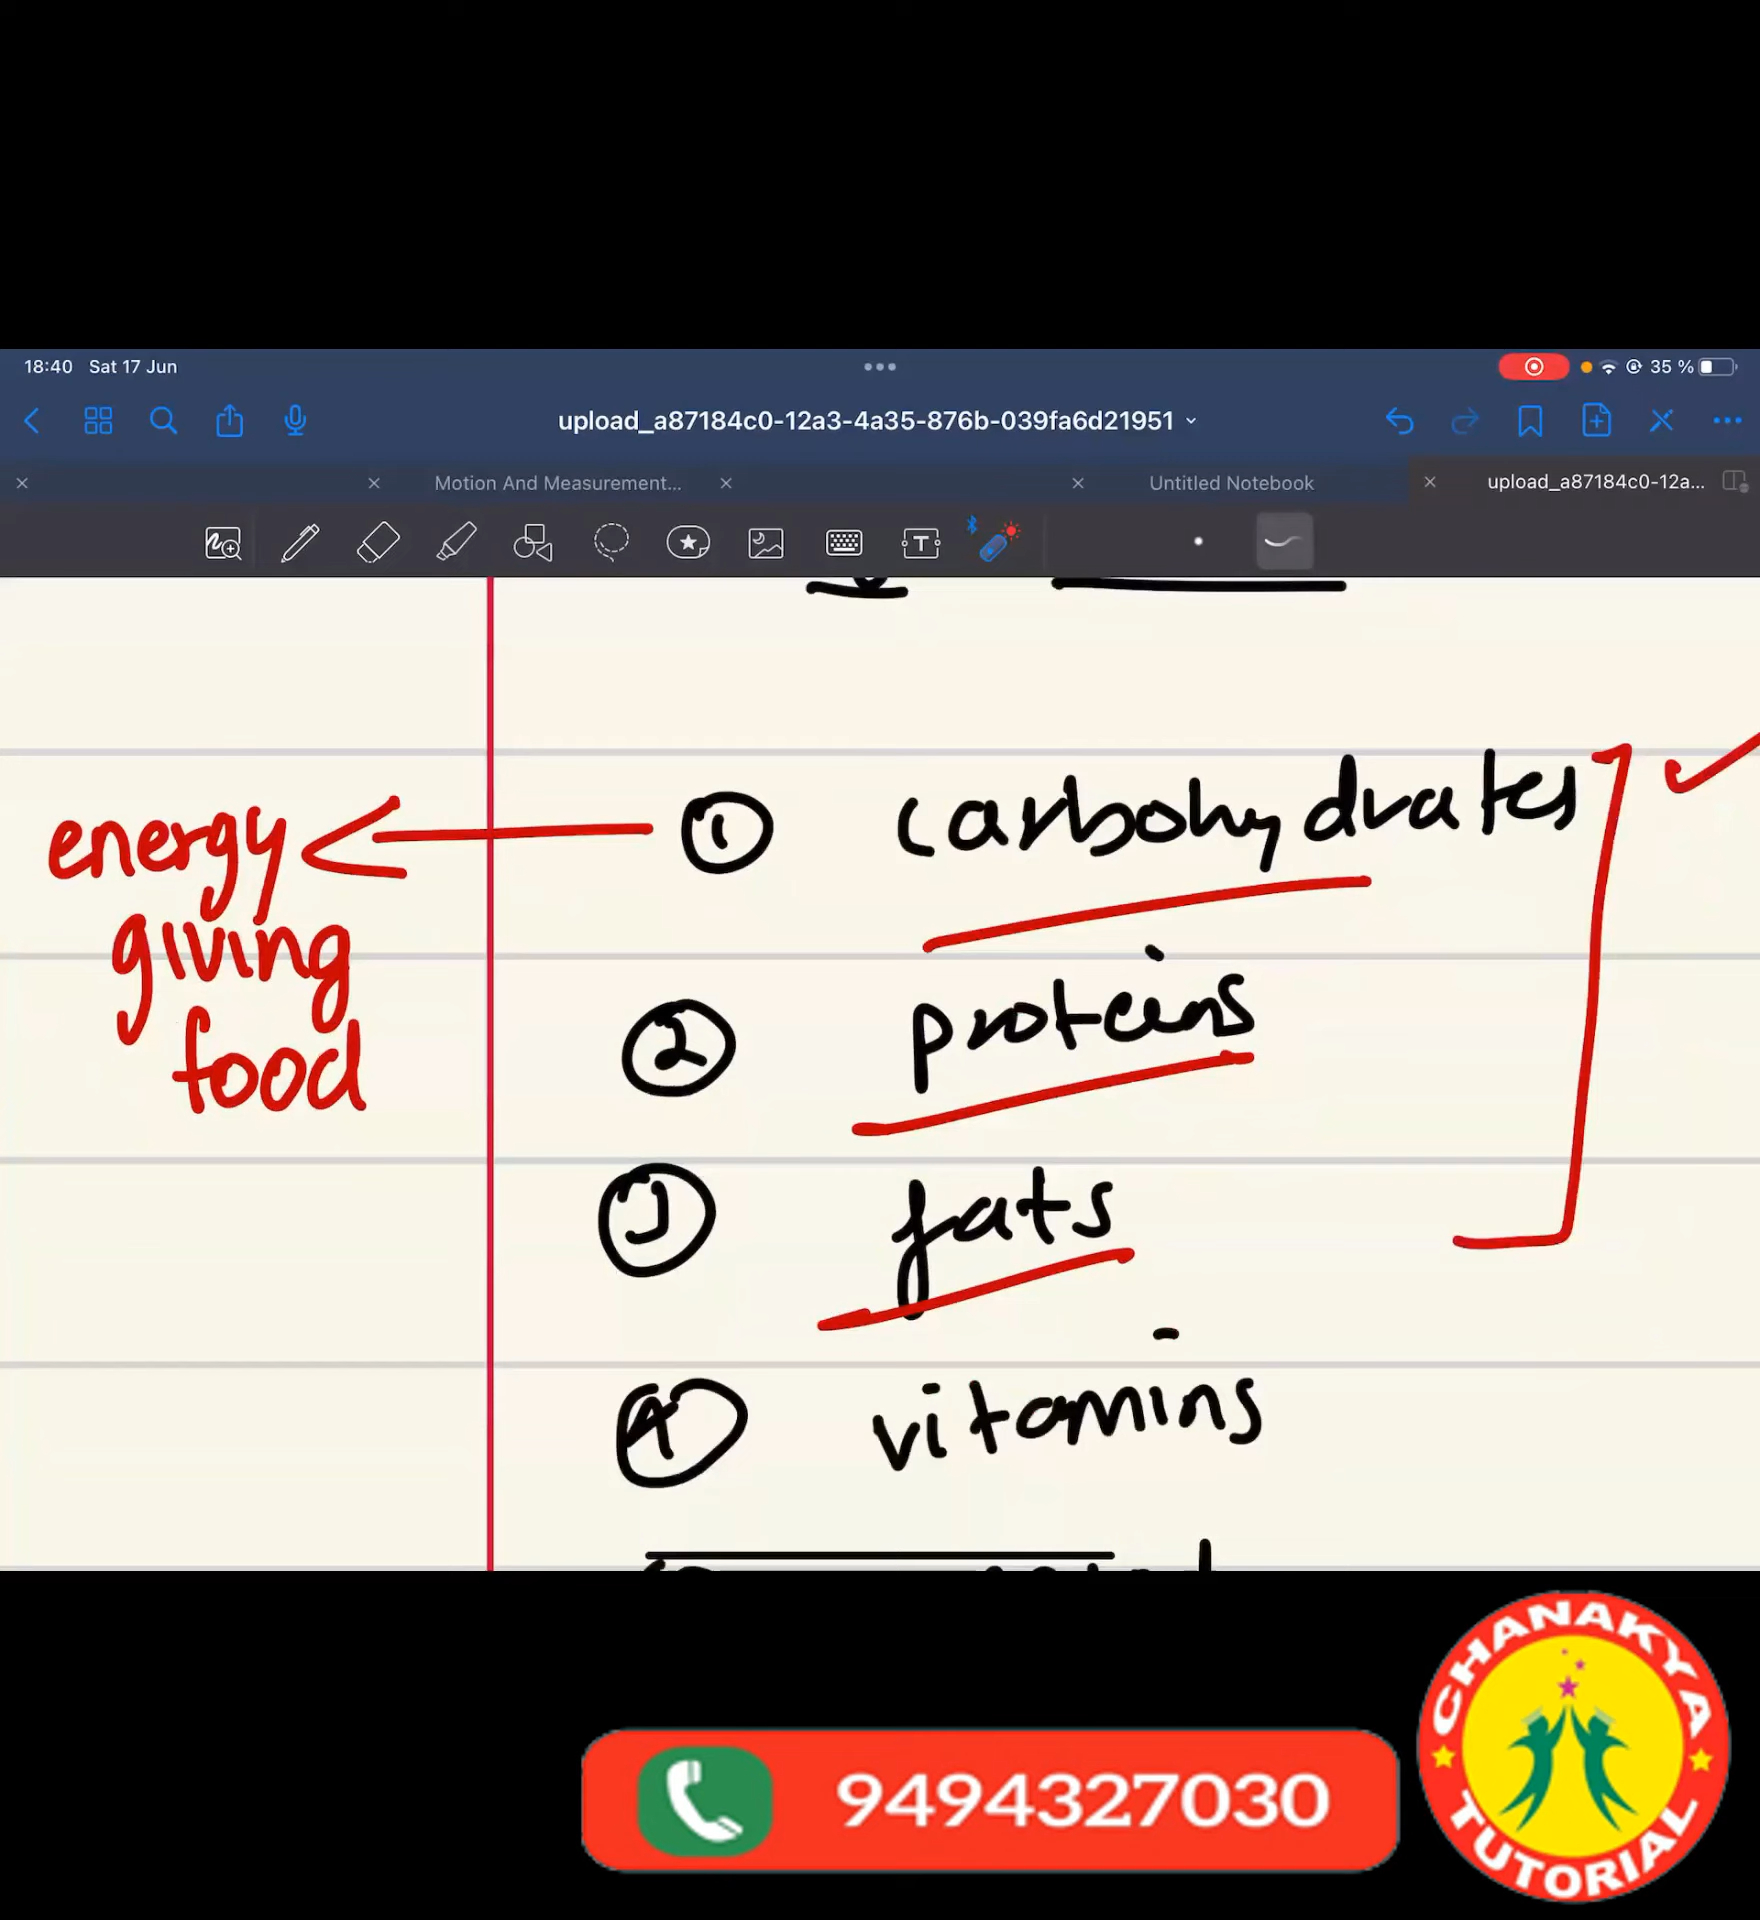 18:40 Sat 17 Jun
35 %
upload_a87184c0-12a3-4a35-876b-039fa6d21951
Motion And Measurement...
Untitled Notebook
upload_a87184c0-12a...
T
energy
giving
food
1 carbohydrates
2 proteins
3 fats
4 vitamins
9494327030
CHANAKYA
TUTORIAL